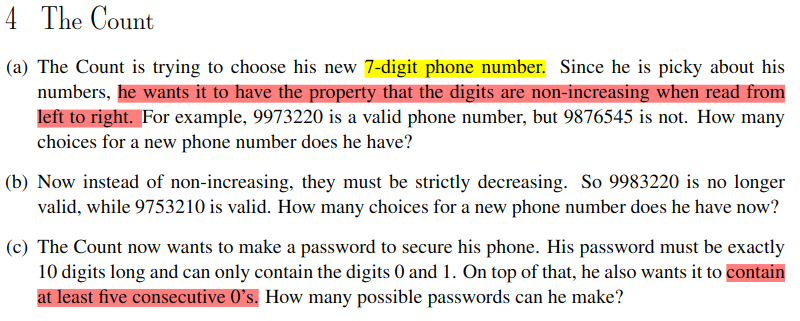 4 The Count
(a) The Count is trying to choose his new 7-digit phone number. Since he is picky about his
numbers, he wants it to have the property that the digits are non-increasing when read from
left to right. For example, 9973220 is a valid phone number, but 9876545 is not. How many
choices for a new phone number does he have?
(b) Now instead of non-increasing, they must be strictly decreasing. So 9983220 is no longer
valid, while 9753210 is valid. How many choices for a new phone number does he have now?
(c) The Count now wants to make a password to secure his phone. His password must be exactly
10 digits long and can only contain the digits 0 and 1. On top of that, he also wants it to contain
at least five consecutive 0's. How many possible passwords can he make?